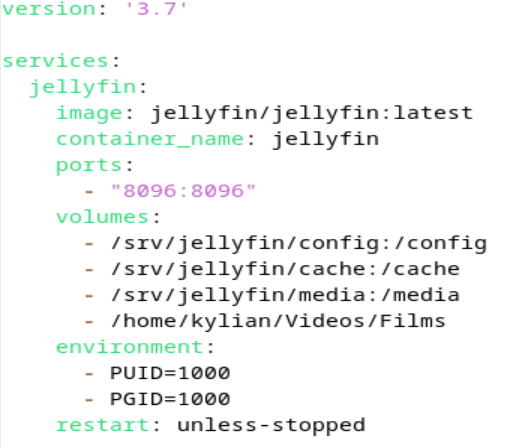 version: '3.7'

services:
  jellyfin:
    image: jellyfin/jellyfin:latest
    container_name: jellyfin
    ports:
      - "8096:8096"
    volumes:
      - /srv/jellyfin/config:/config
      - /srv/jellyfin/cache:/cache
      - /srv/jellyfin/media:/media
      - /home/kylian/Videos/Films
    environment:
      - PUID=1000
      - PGID=1000
    restart: unless-stopped